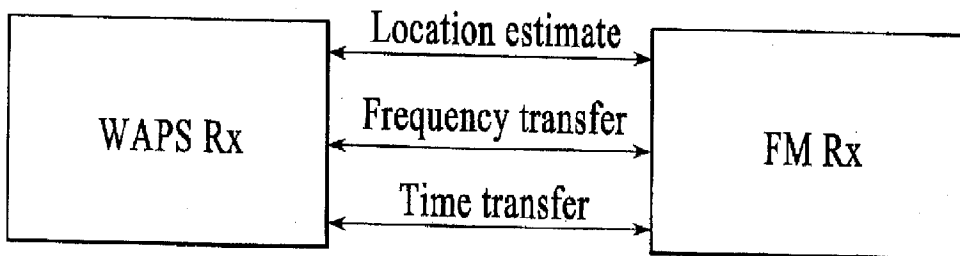 Location estimate
WAPS Rx
Frequency transfer
FM Rx
Time transfer